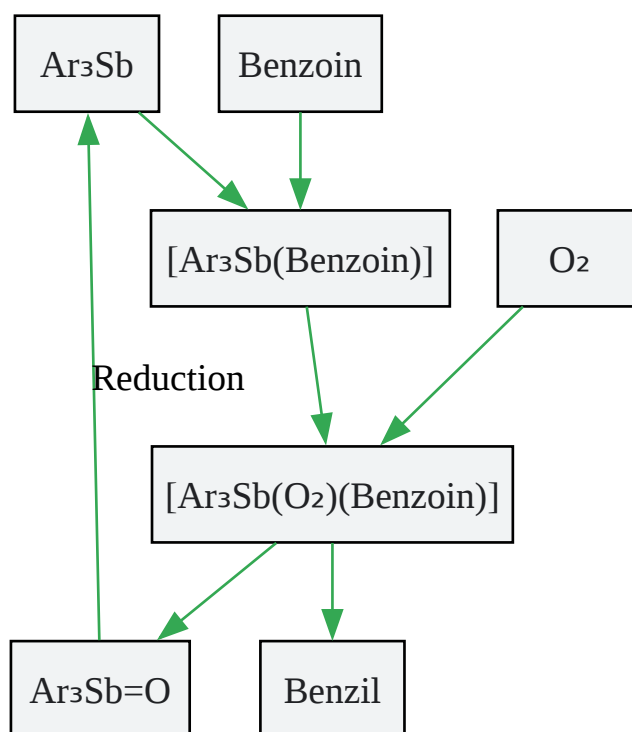 Ar₃Sb
Benzoin
[Ar₃Sb(Benzoin)]
O₂
Reduction
[Ar₃Sb(O₂)(Benzoin)]
Ar₃Sb=O
Benzil